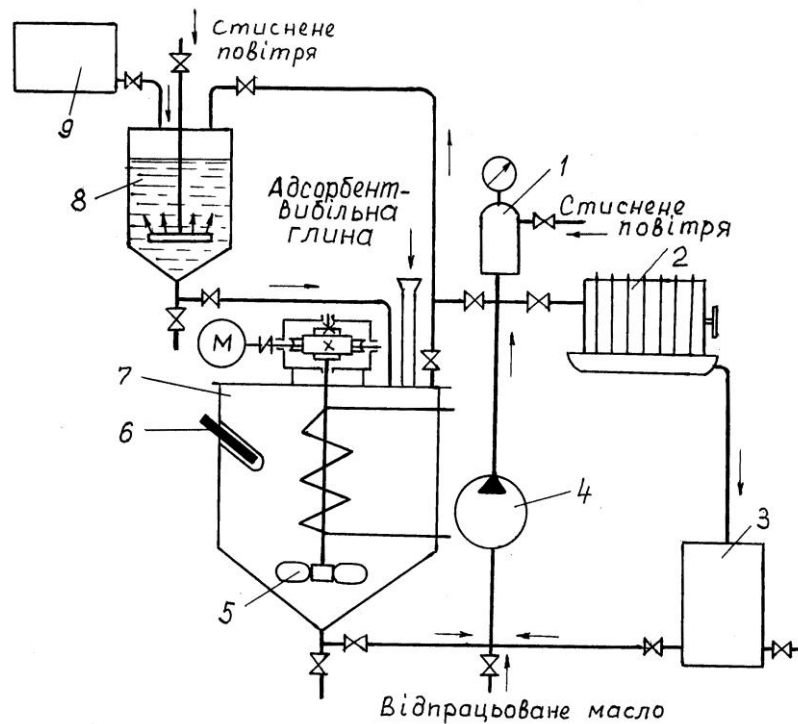 Стиснене
повітря
9
8
Адсорбент-
вибільна
глина
1
Стиснене
повітря
2
М
7
6
4
3
5
Відпрацьоване масло